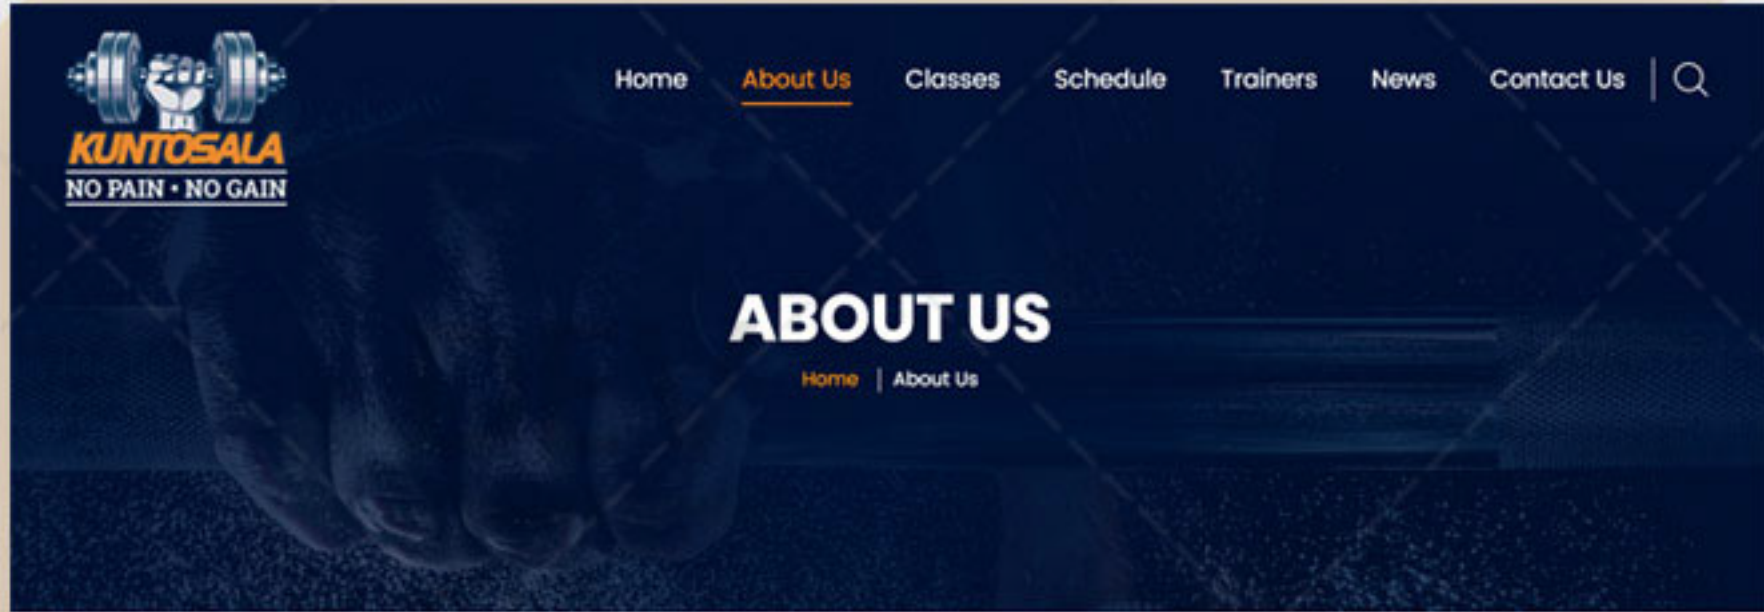 KUNTOSALA
NO PAIN • NO GAIN
Home About Us Classes Schedule Trainers News Contact Us
ABOUT US
Home | About Us